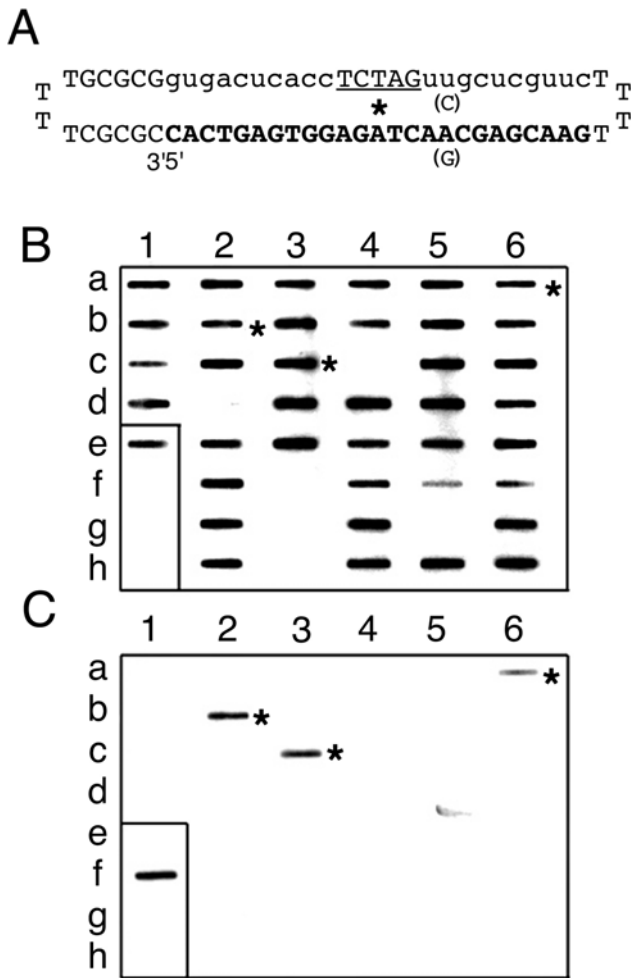 A
TGCGCGgugacucaccTCTAGuugcucguucT
T T
* (C)
T T
TCGCGCCACTGAGTGGAGATCAACGAGCAAGT
3'5' (G)
B
1 2 3 4 5 6
a *
b *
c *
d
e
f
g
h
C
1 2 3 4 5 6
a *
b *
c *
d
e
f
g
h